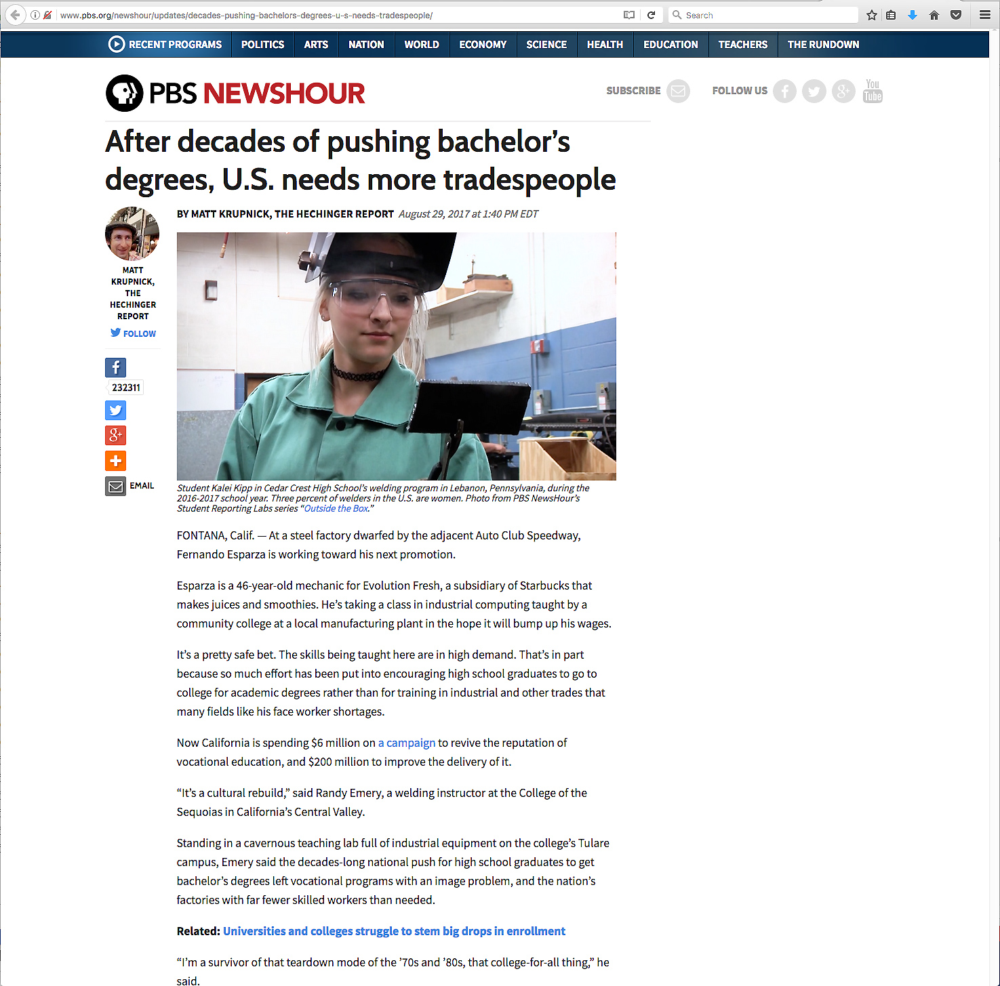 www.pbs.org/newshour/updates/decades-pushing-bachelors-degrees-u-s-needs-tradespeople/
Search
RECENT PROGRAMS POLITICS ARTS NATION WORLD ECONOMY SCIENCE HEALTH EDUCATION TEACHERS THE RUNDOWN
PBS NEWSHOUR
SUBSCRIBE FOLLOW US You Tube
After decades of pushing bachelor’s
degrees, U.S. needs more tradespeople
BY MATT KRUPNICK, THE HECHINGER REPORT August 29, 2017 at 1:40 PM EDT
MATT
KRUPNICK,
THE
HECHINGER
REPORT
FOLLOW
232311
EMAIL
Student Kalei Kipp in Cedar Crest High School’s welding program in Lebanon, Pennsylvania, during the
2016-2017 school year. Three percent of welders in the U.S. are women. Photo from PBS NewsHour’s
Student Reporting Labs series “Outside the Box.”
FONTANA, Calif. — At a steel factory dwarfed by the adjacent Auto Club Speedway,
Fernando Esparza is working toward his next promotion.
Esparza is a 46-year-old mechanic for Evolution Fresh, a subsidiary of Starbucks that
makes juices and smoothies. He’s taking a class in industrial computing taught by a
community college at a local manufacturing plant in the hope it will bump up his wages.
It’s a pretty safe bet. The skills being taught here are in high demand. That’s in part
because so much effort has been put into encouraging high school graduates to go to
college for academic degrees rather than for training in industrial and other trades that
many fields like his face worker shortages.
Now California is spending $6 million on a campaign to revive the reputation of
vocational education, and $200 million to improve the delivery of it.
“It’s a cultural rebuild,” said Randy Emery, a welding instructor at the College of the
Sequoias in California’s Central Valley.
Standing in a cavernous teaching lab full of industrial equipment on the college’s Tulare
campus, Emery said the decades-long national push for high school graduates to get
bachelor’s degrees left vocational programs with an image problem, and the nation’s
factories with far fewer skilled workers than needed.
Related: Universities and colleges struggle to stem big drops in enrollment
“I’m a survivor of that teardown mode of the ’70s and ’80s, that college-for-all thing,” he
said.